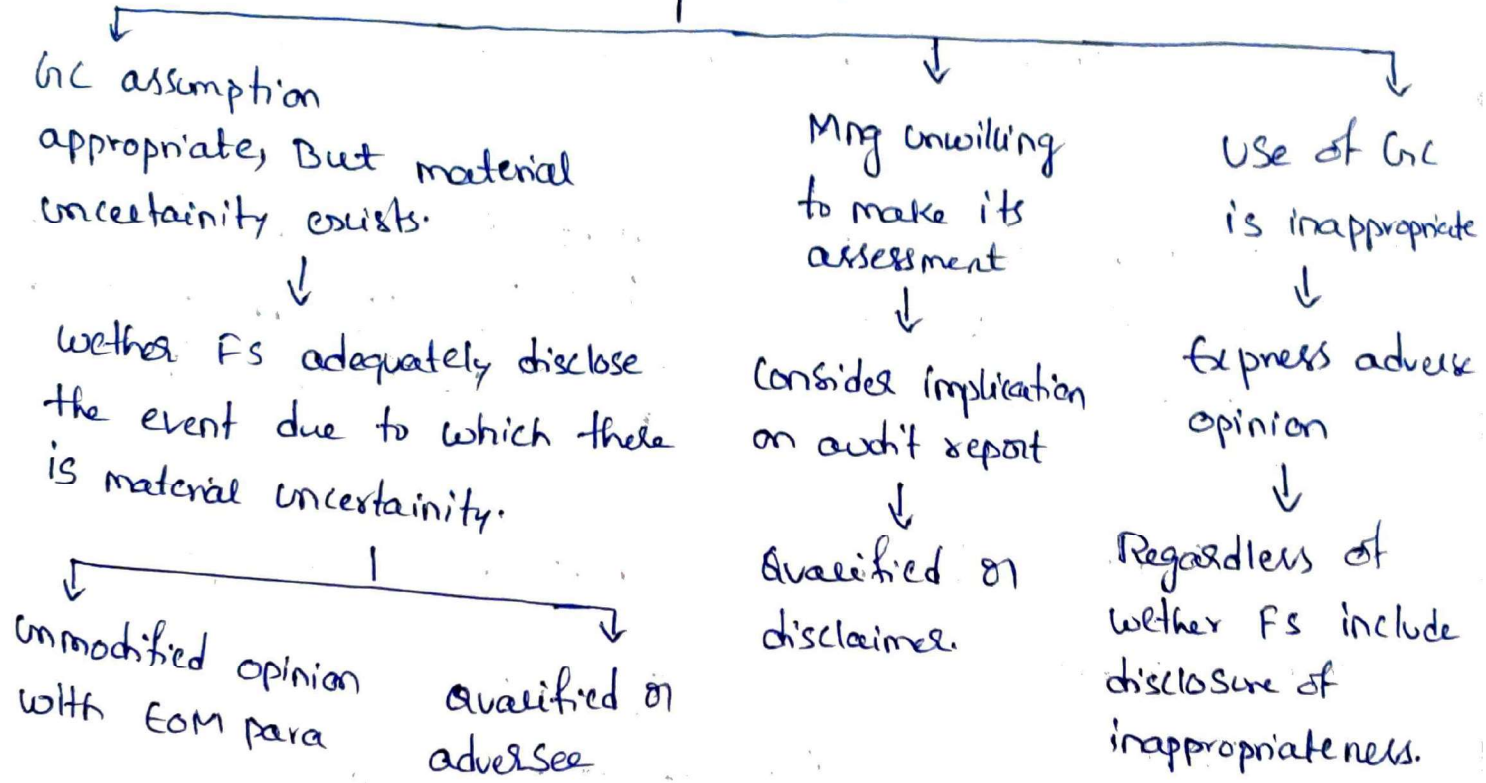 GC assumption
appropriate, But material
uncertainity exists.
wether FS adequately disclose
the event due to which there
is material uncertainity.
unmodified opinion
with EOM para
Qualified or
adversee
Mng unwilling
to make its
assessment
Consider implication
on audit report
Qualified or
disclaimer.
Use of GC
is inappropriate
Express adverse
opinion
Regardless of
wether FS include
disclosure of
inappropriateness.